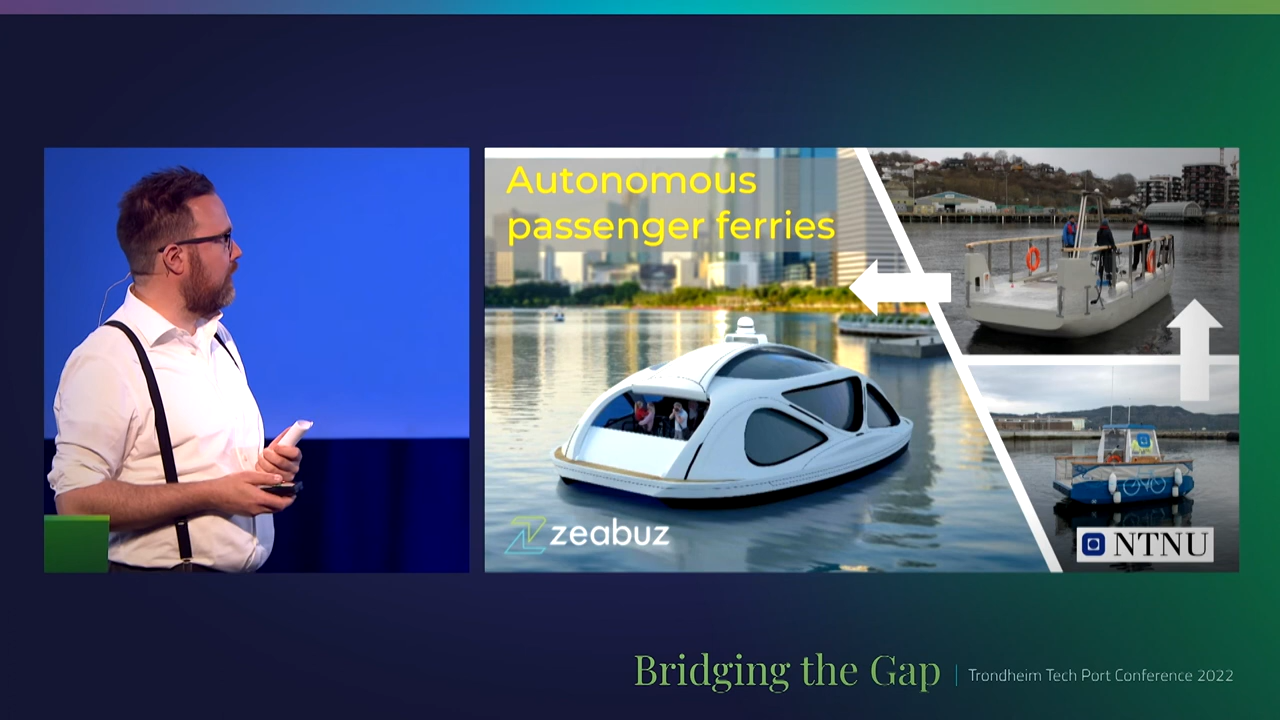 Autonomous
passenger ferries
zeabuz
NTNU
Bridging the Gap
Trondheim Tech Port Conference 2022